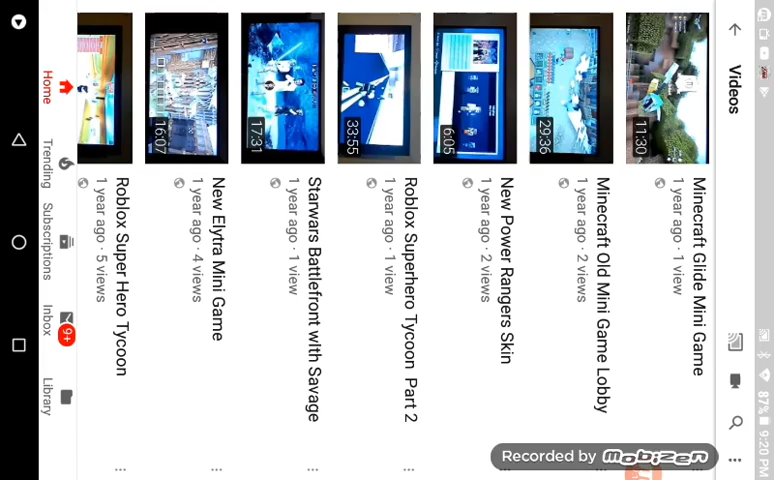 87% 9:20 PM
Videos
11:30
Minecraft Glide Mini Game
1 year ago · 1 view
29:36
Minecraft Old Mini Game Lobby
1 year ago · 2 views
6:05
New Power Rangers Skin
1 year ago · 2 views
33:55
Roblox Superhero Tycoon Part 2
1 year ago · 1 view
17:31
Starwars Battlefront with Savage
1 year ago · 1 view
16:07
New Elytra Mini Game
1 year ago · 4 views
Roblox Super Hero Tycoon
1 year ago · 5 views
Home
Trending
Subscriptions
9+
Inbox
Library
Recorded by MOBIZEN